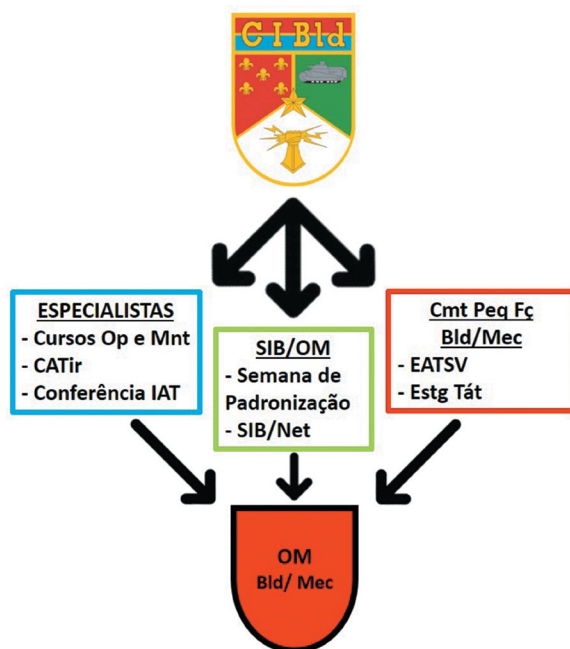 C I Bld
ESPECIALISTAS
- Cursos Op e Mnt
- CATir
- Conferência IAT
SIB/OM
- Semana de
Padronização
- SIB/Net
Cmt Peq Fç
Bld/Mec
- EATSV
- Estg Tát
OM
Bld/ Mec